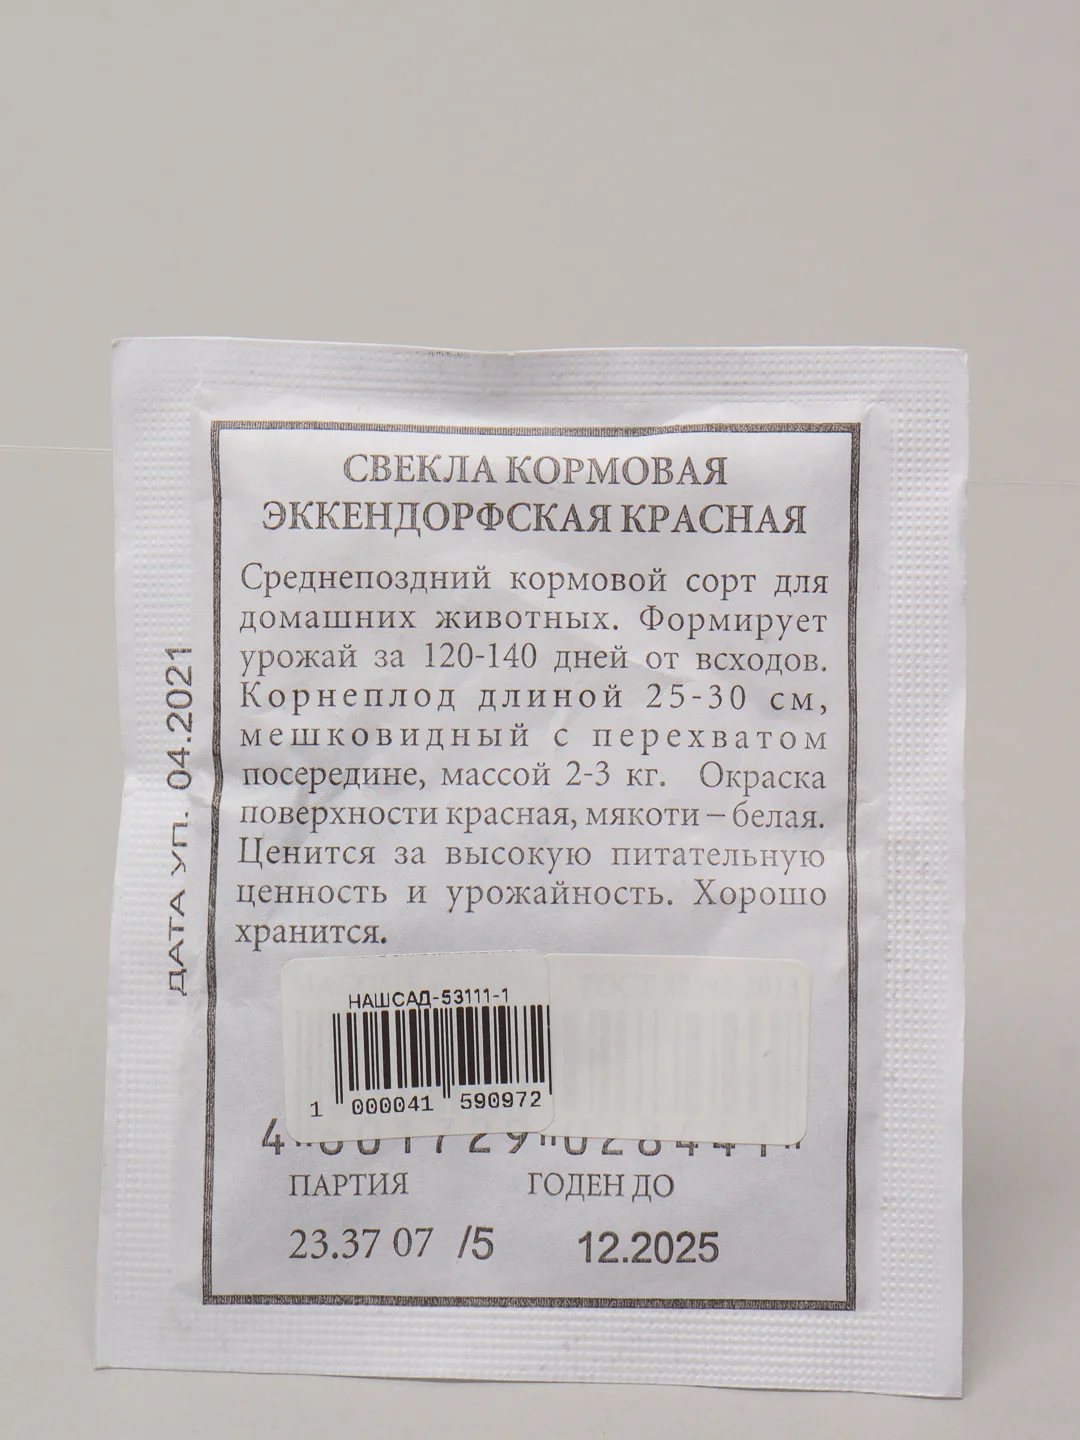 СВЕКЛА КОРМОВАЯ
ЭККЕНДОРФСКАЯ КРАСНАЯ
Среднепоздний кормовой сорт для
домашних животных. Формирует
урожай за 120-140 дней от всходов.
Корнеплод длиной 25-30 см,
мешковидный с перехватом
посередине, массой 2-3 кг. Окраска
поверхности красная, мякоти – белая.
Ценится за высокую питательную
ценность и урожайность. Хорошо
хранится.
НАШСАД-53111-1
1 000041 590972
ПАРТИЯ ГОДЕН ДО
23.37 07 /5 12.2025
ДАТА УП. 04.2021